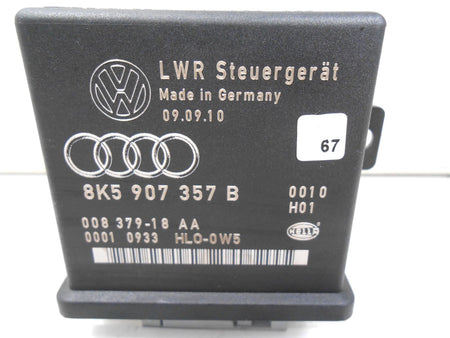 LWR Steuergerät
Made in Germany
09.09.10
67
8K5 907 357 B
0010
H01
008 379-18 AA
0001 0933 HLO-0W5
HELLA